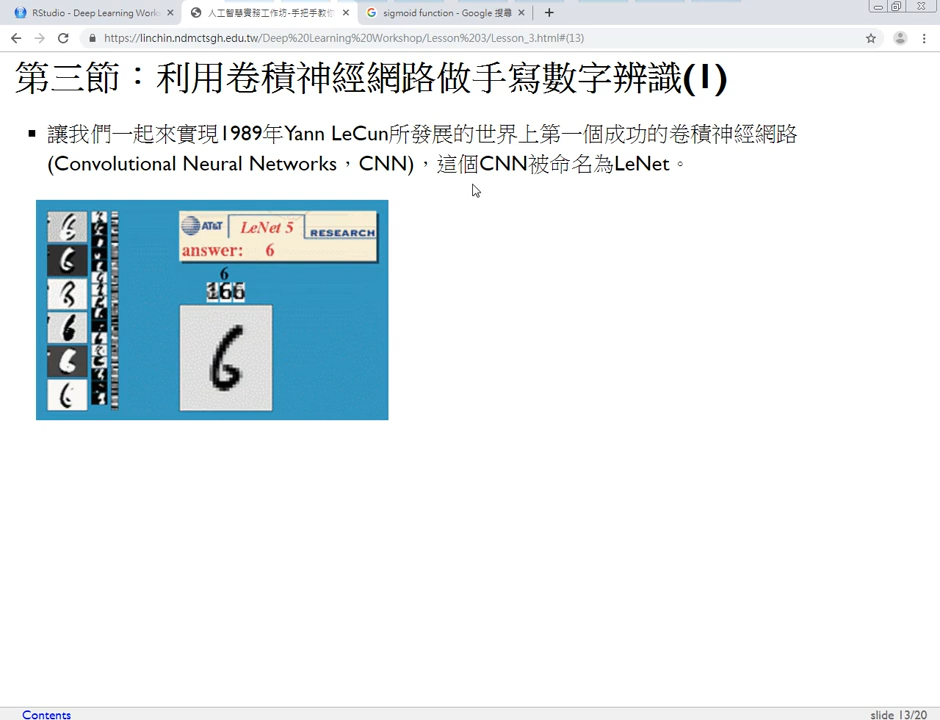 RStudio - Deep Learning Work
人工智慧實務工作坊-手把手教你
sigmoid function - Google 搜尋
https://linchin.ndmctsgh.edu.tw/Deep%20Learning%20Workshop/Lesson%203/Lesson_3.html#(13)
第三節：利用卷積神經網路做手寫數字辨識(1)
讓我們一起來實現1989年Yann LeCun所發展的世界上第一個成功的卷積神經網路
(Convolutional Neural Networks，CNN)，這個CNN被命名為LeNet。
AT&T LeNet 5 RESEARCH
answer: 6
6
166
6
Contents
slide 13/20